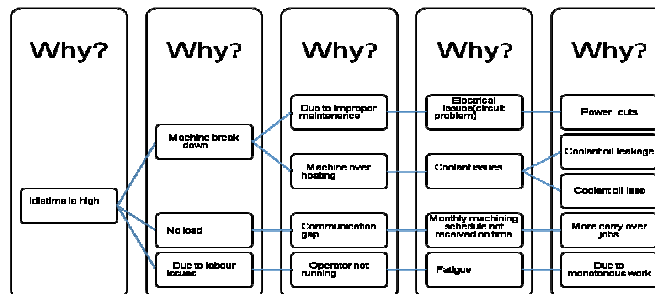 Why?
Why?
Why?
Why?
Why?
Idle time is high
Machine break
down
No load
Due to labour
issues
Due to improper
maintenance
Machine over
heating
Communication
gap
Operator not
running
Electrical
issues(circuit
problem)
Coolant issues
Monthly machining
schedule not
received on time
Fatigue
Power cuts
Coolant oil leakage
Coolant oil less
More carry over
jobs
Due to
monotonous work